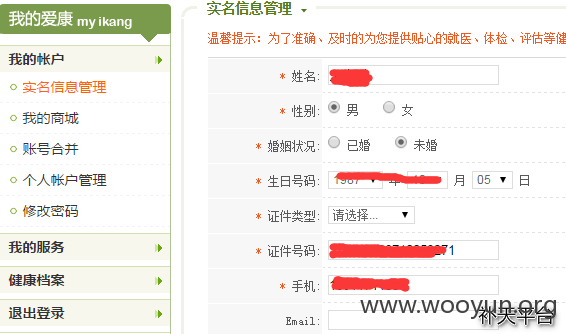 我的爱康 my ikang
我的帐户
实名信息管理
我的商城
账号合并
个人帐户管理
修改密码
我的服务
健康档案
退出登录
实名信息管理
温馨提示：为了准确、及时的为您提供贴心的就医、体检、评估等健
* 姓名：
* 性别： 男 女
* 婚姻状况： 已婚 未婚
* 生日号码： 年 月 05 日
* 证件类型： 请选择...
* 证件号码：
* 手机：
Email:
www.wooyun.org
补天平台